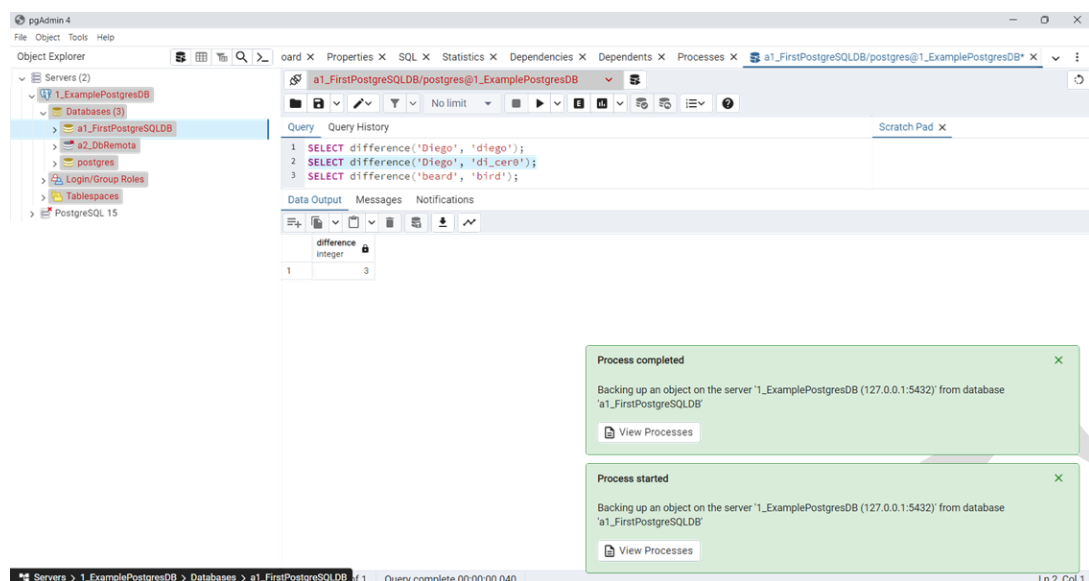 pgAdmin 4
File Object Tools Help
Object Explorer
oard Properties SQL Statistics Dependencies Dependents Processes a1_FirstPostgreSQLDB/postgres@1_ExamplePostgresDB*
Servers (2)
1_ExamplePostgresDB
Databases (3)
a1_FirstPostgreSQLDB
a2_DbRemota
postgres
Login/Group Roles
Tablespaces
PostgreSQL 15
a1_FirstPostgreSQLDB/postgres@1_ExamplePostgresDB
No limit
E
Query Query History
Scratch Pad
1 SELECT difference('Diego', 'diego');
2 SELECT difference('Diego', 'di_cer0');
3 SELECT difference('beard', 'bird');
Data Output Messages Notifications
difference
integer
1 3
Process completed
Backing up an object on the server '1_ExamplePostgresDB (127.0.0.1:5432)' from database
'a1_FirstPostgreSQLDB'
View Processes
Process started
Backing up an object on the server '1_ExamplePostgresDB (127.0.0.1:5432)' from database
'a1_FirstPostgreSQLDB'
View Processes
Servers > 1_ExamplePostgresDB > Databases > a1_FirstPostgreSQLDB of 1 Query complete 00:00:00.040 Ln 2, Col 1